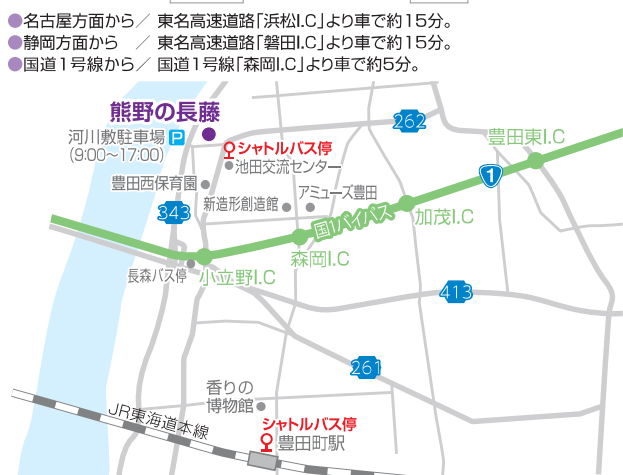 ●名古屋方面から／ 東名高速道路「浜松I.C」より車で約15分。
●静岡方面から　／ 東名高速道路「磐田I.C」より車で約15分。
●国道1号線から／ 国道1号線「森岡I.C」より車で約5分。
熊野の長藤
262
河川敷駐車場 P
(9:00～17:00)
シャトルバス停
豊田東I.C
池田交流センター
豊田西保育園
1
アミューズ豊田
新造形創造館
343
国1バイパス
加茂I.C
森岡I.C
長森バス停
小立野I.C
413
261
香りの
博物館
JR東海道本線
シャトルバス停
豊田町駅